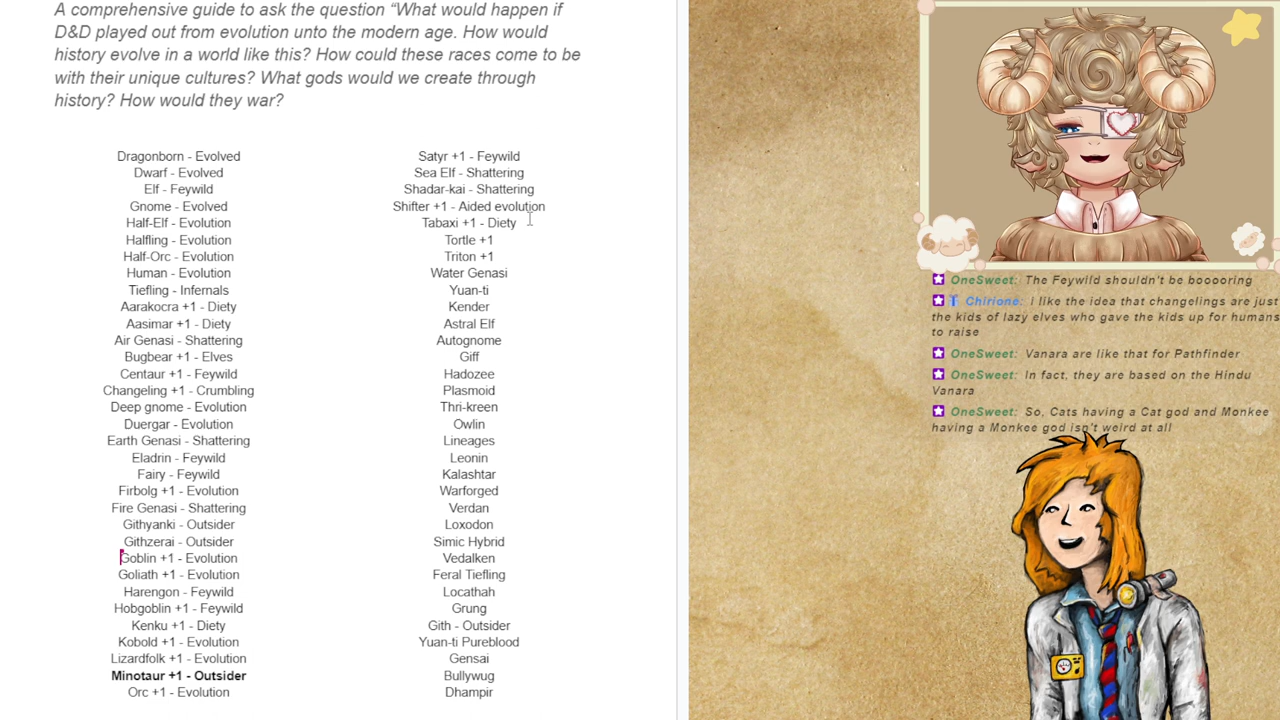 A comprehensive guide to ask the question “What would happen if
D&D played out from evolution unto the modern age. How would
history evolve in a world like this? How could these races come to be
with their unique cultures? What gods would we create through
history? How would they war?
Dragonborn - Evolved
Dwarf - Evolved
Elf - Feywild
Gnome - Evolved
Half-Elf - Evolution
Halfling - Evolution
Half-Orc - Evolution
Human - Evolution
Tiefling - Infernals
Aarakocra +1 - Diety
Aasimar +1 - Diety
Air Genasi - Shattering
Bugbear +1 - Elves
Centaur +1 - Feywild
Changeling +1 - Crumbling
Deep gnome - Evolution
Duergar - Evolution
Earth Genasi - Shattering
Eladrin - Feywild
Fairy - Feywild
Firbolg +1 - Evolution
Fire Genasi - Shattering
Githyanki - Outsider
Githzerai - Outsider
Goblin +1 - Evolution
Goliath +1 - Evolution
Harengon - Feywild
Hobgoblin +1 - Feywild
Kenku +1 - Diety
Kobold +1 - Evolution
Lizardfolk +1 - Evolution
Minotaur +1 - Outsider
Orc +1 - Evolution
Satyr +1 - Feywild
Sea Elf - Shattering
Shadar-kai - Shattering
Shifter +1 - Aided evolution
Tabaxi +1 - Diety
Tortle +1
Triton +1
Water Genasi
Yuan-ti
Kender
Astral Elf
Autognome
Giff
Hadozee
Plasmoid
Thri-kreen
Owlin
Lineages
Leonin
Kalashtar
Warforged
Verdan
Loxodon
Simic Hybrid
Vedalken
Feral Tiefling
Locathah
Grung
Gith - Outsider
Yuan-ti Pureblood
Gensai
Bullywug
Dhampir
OneSweet: The Feywild shouldn't be booooring
Chirione: I like the idea that changelings are just
the kids of lazy elves who gave the kids up for humans
to raise
OneSweet: Vanara are like that for Pathfinder
OneSweet: In fact, they are based on the Hindu
Vanara
OneSweet: So, Cats having a Cat god and Monkee
having a Monkee god isn't weird at all